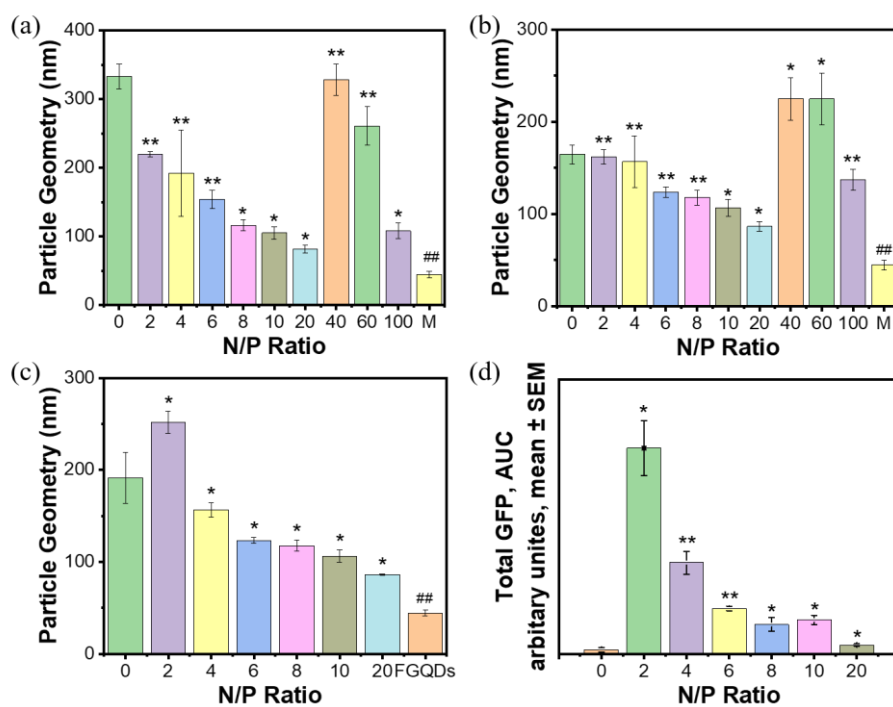 (a)
Particle Geometry (nm)
400
300
200
100
0
** ** ** * * * ** ** * ##
0 2 4 6 8 10 20 40 60 100 M
N/P Ratio
(b)
Particle Geometry (nm)
300
200
100
0
** ** ** ** * * * * ** ##
0 2 4 6 8 10 20 40 60 100 M
N/P Ratio
(c)
Particle Geometry (nm)
300
200
100
0
* * * * * * ##
0 2 4 6 8 10 20FGQDs
N/P Ratio
(d)
Total GFP, AUC
arbitary unites, mean ± SEM
* ** ** * * *
0 2 4 6 8 10 20
N/P Ratio